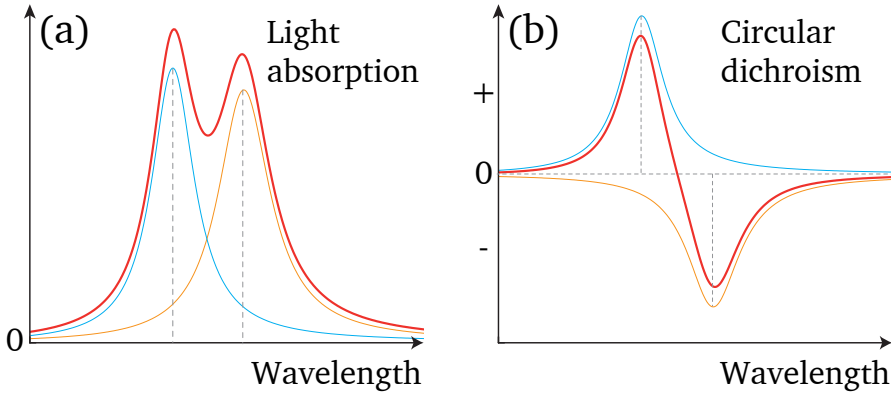 (a)
Light
absorption
0
Wavelength
(b)
Circular
dichroism
+
0
-
Wavelength